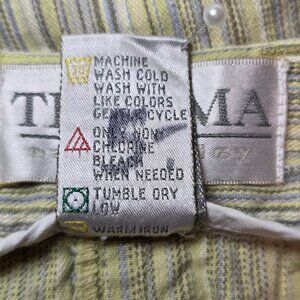 MACHINE
WASH COLD
WASH WITH
LIKE COLORS
GENTLE CYCLE
ONLY NON-
CHLORINE
BLEACH
WHEN NEEDED
TUMBLE DRY
LOW
WARM IRON